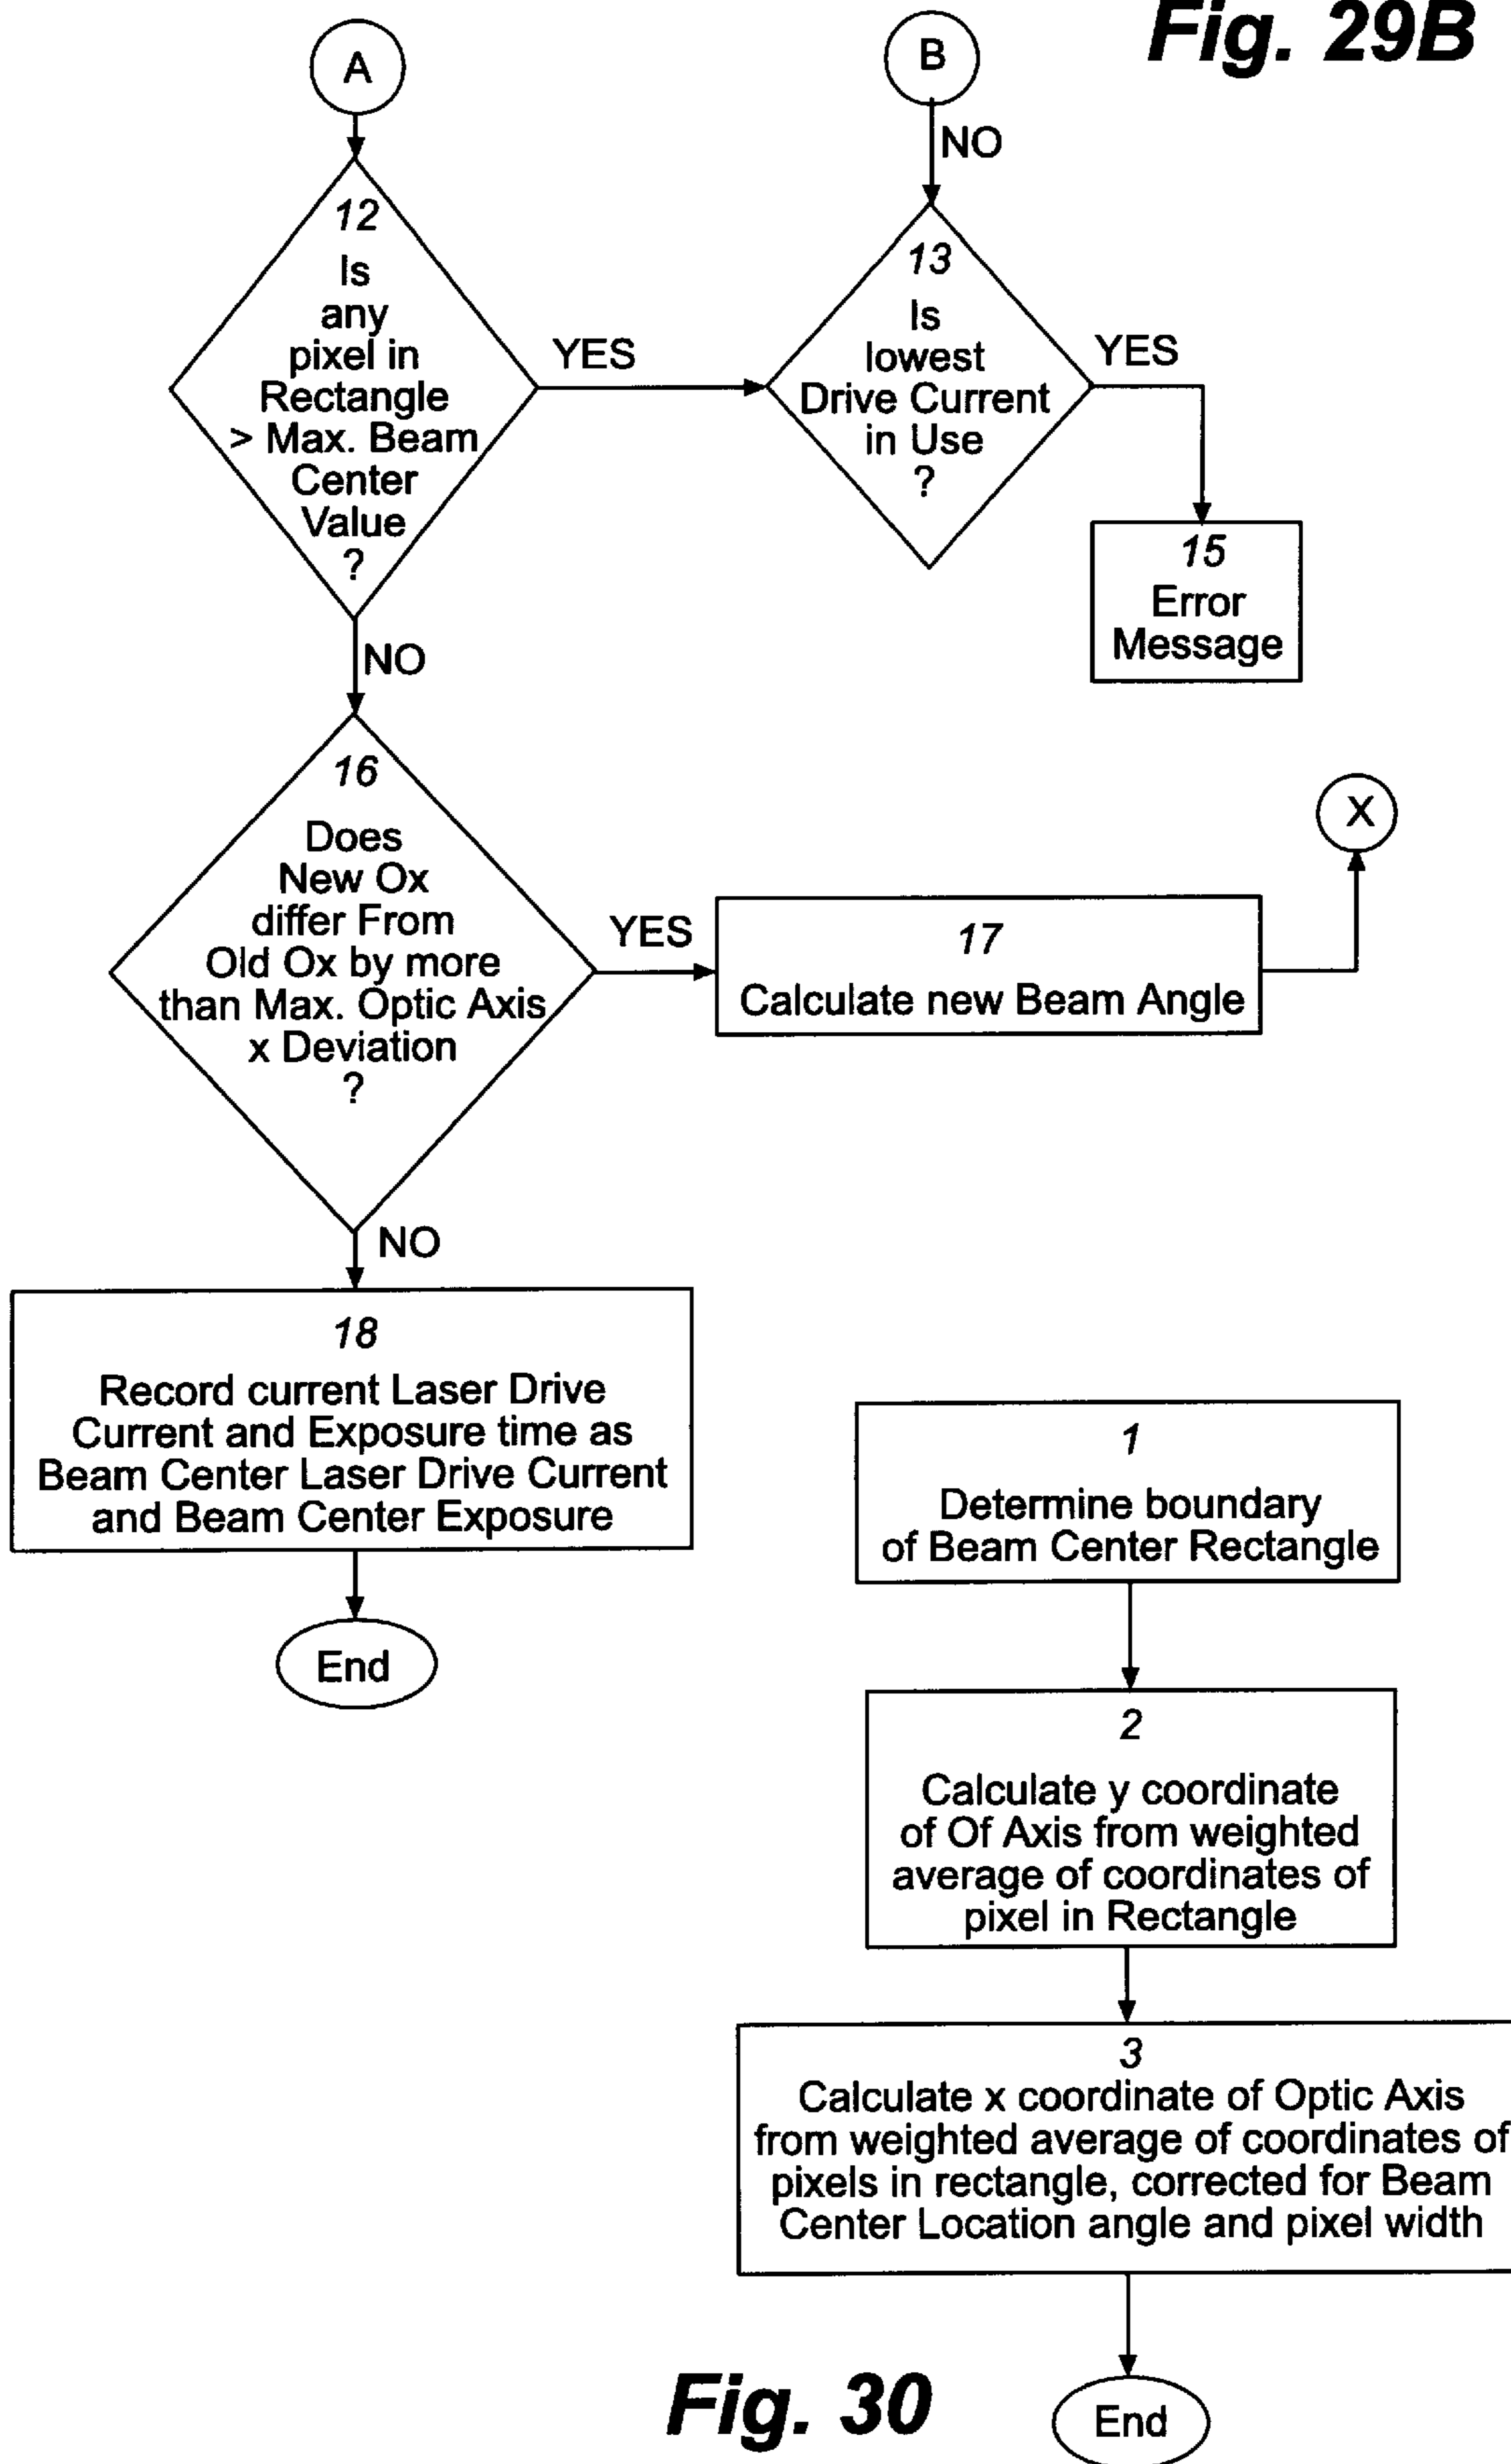 Fig. 29B
A
B
NO
12
Is
any
pixel in
Rectangle
> Max. Beam
Center
Value
?
YES
13
Is
lowest
Drive Current
in Use
?
YES
15
Error
Message
NO
16
Does
New Ox
differ From
Old Ox by more
than Max. Optic Axis
x Deviation
?
YES
17
Calculate new Beam Angle
X
NO
18
Record current Laser Drive
Current and Exposure time as
Beam Center Laser Drive Current
and Beam Center Exposure
End
1
Determine boundary
of Beam Center Rectangle
2
Calculate y coordinate
of Of Axis from weighted
average of coordinates of
pixel in Rectangle
3
Calculate x coordinate of Optic Axis
from weighted average of coordinates of
pixels in rectangle, corrected for Beam
Center Location angle and pixel width
End
Fig. 30